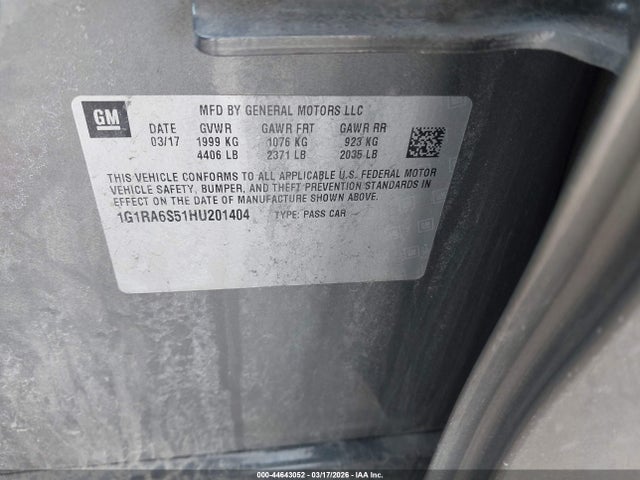 GM
MFD BY GENERAL MOTORS LLC
DATE GVWR GAWR FRT GAWR RR
03/17 1999 KG 1076 KG 923 KG
4406 LB 2371 LB 2035 LB
THIS VEHICLE CONFORMS TO ALL APPLICABLE U.S. FEDERAL MOTOR
VEHICLE SAFETY, BUMPER, AND THEFT PREVENTION STANDARDS IN
EFFECT ON THE DATE OF MANUFACTURE SHOWN ABOVE.
1G1RA6S51HU201404 TYPE: PASS CAR
000-44643052 | 03/17/2026 | IAA Inc.